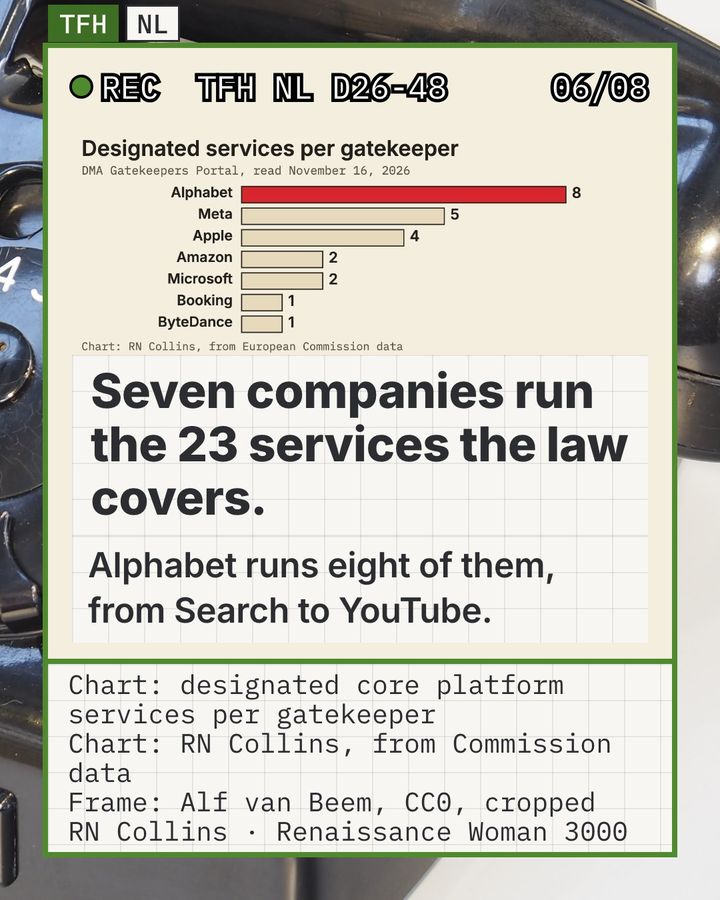 TFH NL
REC TFH NL D26-48 06/08
Designated services per gatekeeper
DMA Gatekeepers Portal, read November 16, 2026
Alphabet 8
Meta 5
Apple 4
Amazon 2
Microsoft 2
Booking 1
ByteDance 1
Chart: RN Collins, from European Commission data
Seven companies run
the 23 services the law
covers.
Alphabet runs eight of them,
from Search to YouTube.
Chart: designated core platform
services per gatekeeper
Chart: RN Collins, from Commission
data
Frame: Alf van Beem, CC0, cropped
RN Collins · Renaissance Woman 3000
4